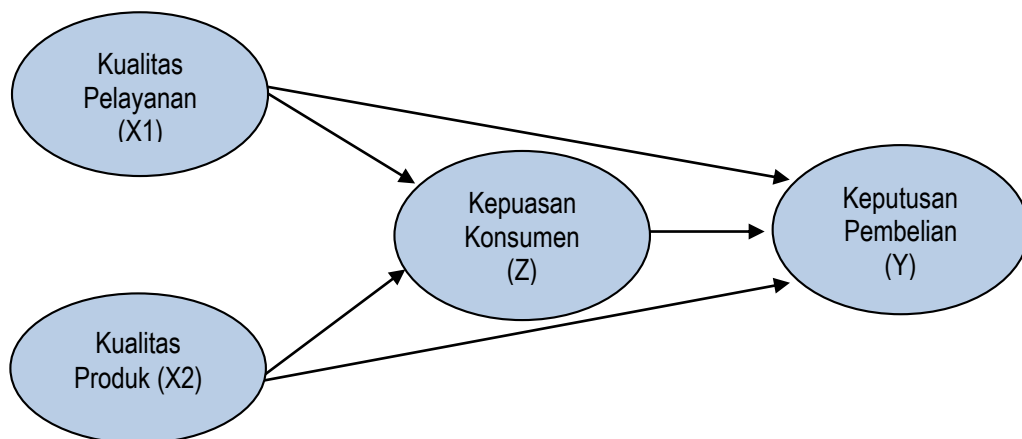 Kualitas
Pelayanan
(X1)
Kepuasan
Konsumen
(Z)
Keputusan
Pembelian
(Y)
Kualitas
Produk (X2)